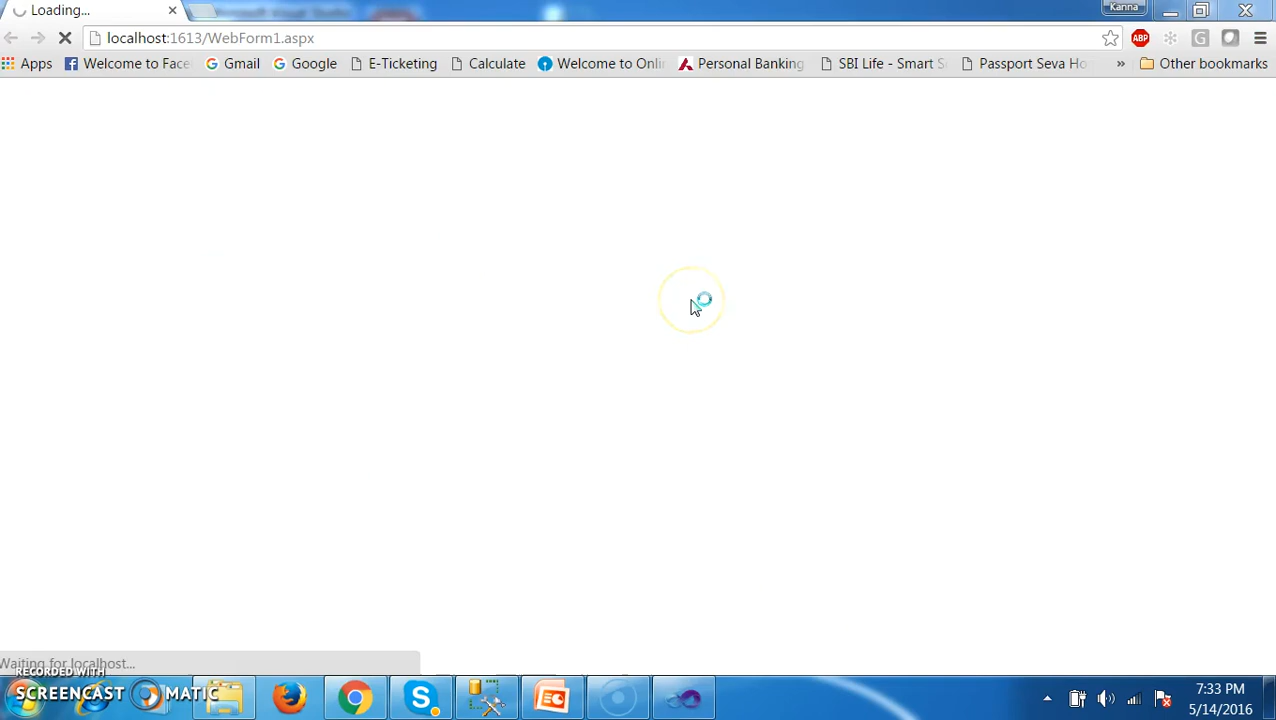 Loading...
Kanna
localhost:1613/WebForm1.aspx
ABP
Apps
Welcome to Face
Gmail
Google
E-Ticketing
Calculate
Welcome to Onli
Personal Banking
SBI Life - Smart S
Passport Seva Ho
»
Other bookmarks
Waiting for localhost...
RECORDED WITH
SCREENCAST MATIC
7:33 PM
5/14/2016